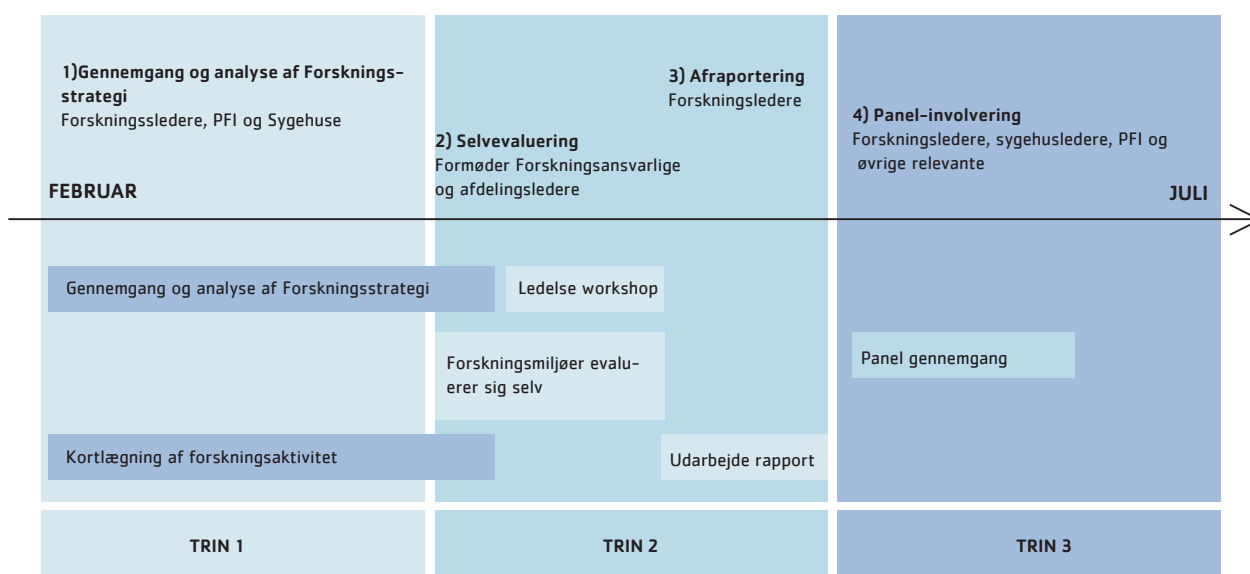 1)Gennemgang og analyse af Forsknings-
strategi
Forskningssledere, PFI og Sygehuse
2) Selvevaluering
Formøder Forskningsansvarlige
og afdelingsledere
3) Afraportering
Forskningsledere
4) Panel-involvering
Forskningsledere, sygehusledere, PFI og
øvrige relevante
FEBRUAR
JULI
Gennemgang og analyse af Forskningsstrategi
Ledelse workshop
Forskningsmiljøer evalu-
erer sig selv
Panel gennemgang
Kortlægning af forskningsaktivitet
Udarbejde rapport
TRIN 1
TRIN 2
TRIN 3